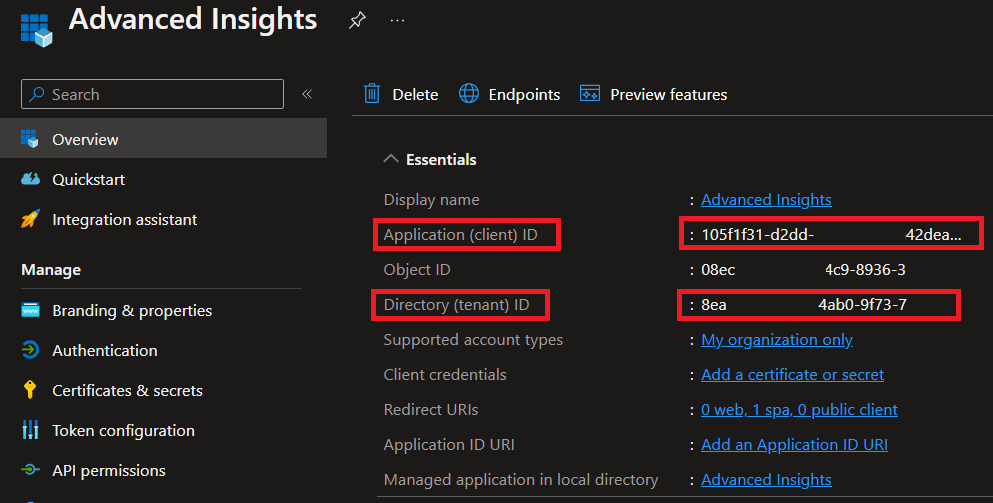 Advanced Insights
Search
Delete
Endpoints
Preview features
Overview
Quickstart
Integration assistant
Manage
Branding & properties
Authentication
Certificates & secrets
Token configuration
API permissions
Essentials
Display name : Advanced Insights
Application (client) ID : 105f1f31-d2dd- 42dea...
Object ID : 08ec 4c9-8936-3
Directory (tenant) ID : 8ea 4ab0-9f73-7
Supported account types : My organization only
Client credentials : Add a certificate or secret
Redirect URIs : 0 web, 1 spa, 0 public client
Application ID URI : Add an Application ID URI
Managed application in local directory : Advanced Insights